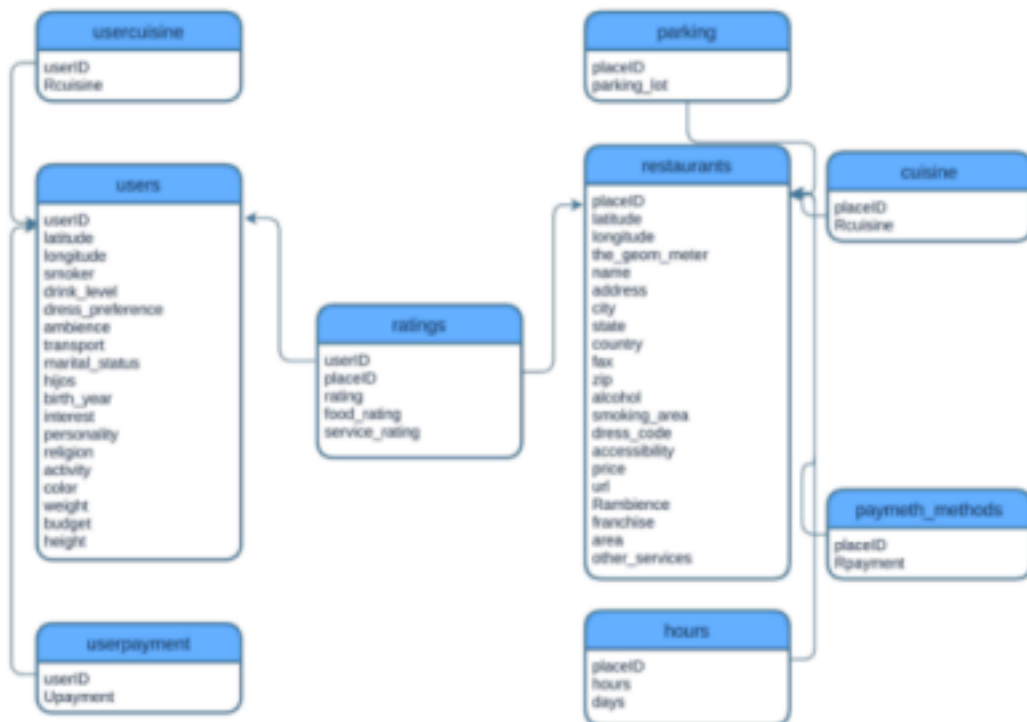 usercuisine
userID
Rcuisine
parking
placeID
parking_lot
users
userID
latitude
longitude
smoker
drink_level
dress_preference
ambience
transport
marital_status
hijos
birth_year
interest
personality
religion
activity
color
weight
budget
height
ratings
userID
placeID
rating
food_rating
service_rating
restaurants
placeID
latitude
longitude
the_geom_meter
name
address
city
state
country
fax
zip
alcohol
smoking_area
dress_code
accessibility
price
url
Rambience
franchise
area
other_services
cuisine
placeID
Rcuisine
paymeth_methods
placeID
Rpayment
userpayment
userID
Upayment
hours
placeID
hours
days